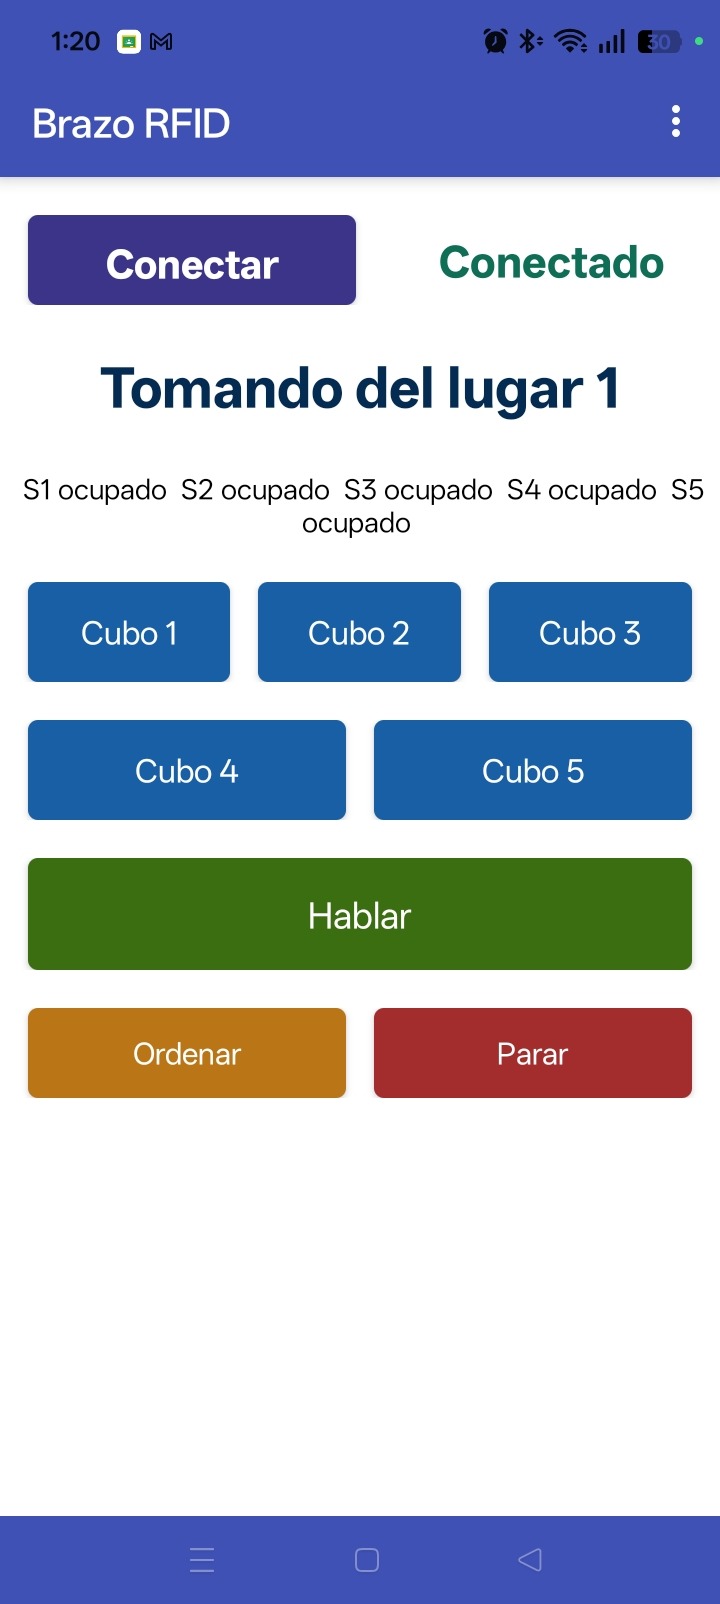 1:20
30
Brazo RFID
Conectar
Conectado
Tomando del lugar 1
S1 ocupado S2 ocupado S3 ocupado S4 ocupado S5
ocupado
Cubo 1
Cubo 2
Cubo 3
Cubo 4
Cubo 5
Hablar
Ordenar
Parar